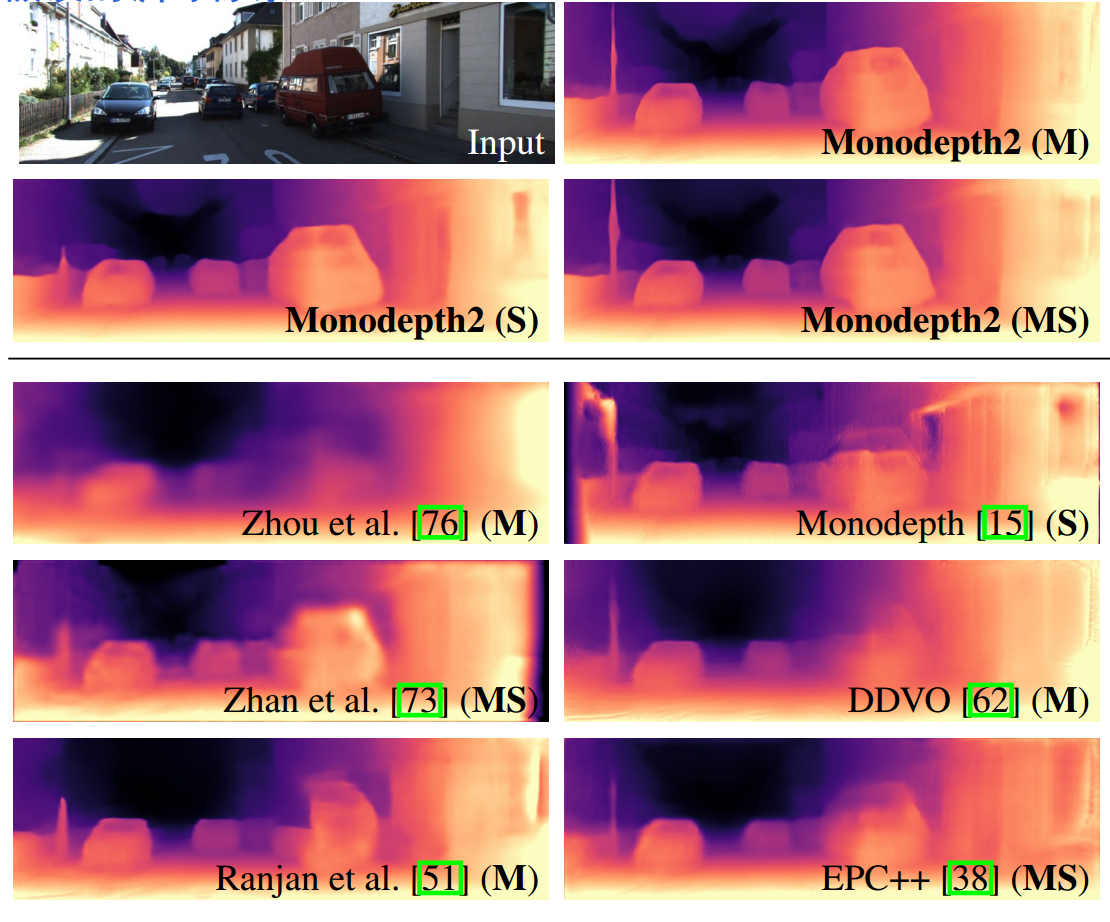 Input
Monodepth2 (M)
Monodepth2 (S)
Monodepth2 (MS)
Zhou et al. [76] (M)
Monodepth [15] (S)
Zhan et al. [73] (MS)
DDVO [62] (M)
Ranjan et al. [51] (M)
EPC++ [38] (MS)